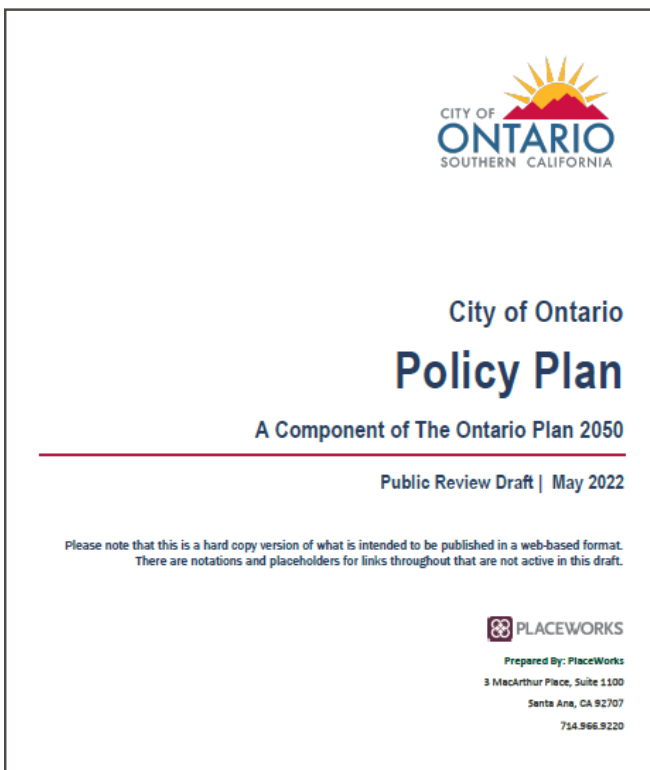 CITY OF
ONTARIO
SOUTHERN CALIFORNIA
City of Ontario
Policy Plan
A Component of The Ontario Plan 2050
Public Review Draft | May 2022
Please note that this is a hard copy version of what is intended to be published in a web-based format.
There are notations and placeholders for links throughout that are not active in this draft.
PLACEWORKS
Prepared By: PlaceWorks
3 MacArthur Place, Suite 1100
Santa Ana, CA 92707
714.966.9220